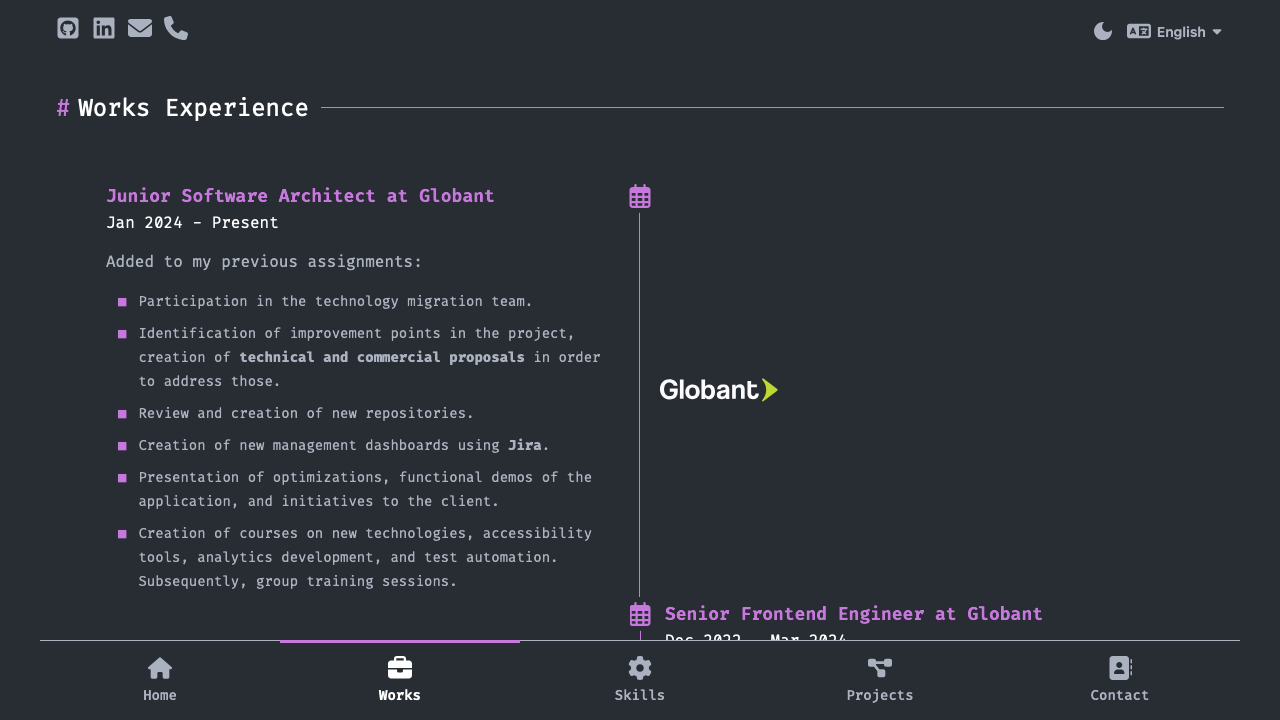 English
# Works Experience
Junior Software Architect at Globant
Jan 2024 - Present
Added to my previous assignments:
Participation in the technology migration team.
Identification of improvement points in the project,
creation of technical and commercial proposals in order
to address those.
Review and creation of new repositories.
Creation of new management dashboards using Jira.
Presentation of optimizations, functional demos of the
application, and initiatives to the client.
Creation of courses on new technologies, accessibility
tools, analytics development, and test automation.
Subsequently, group training sessions.
Globant
Senior Frontend Engineer at Globant
Dec 2022 - Mar 2024
Home
Works
Skills
Projects
Contact